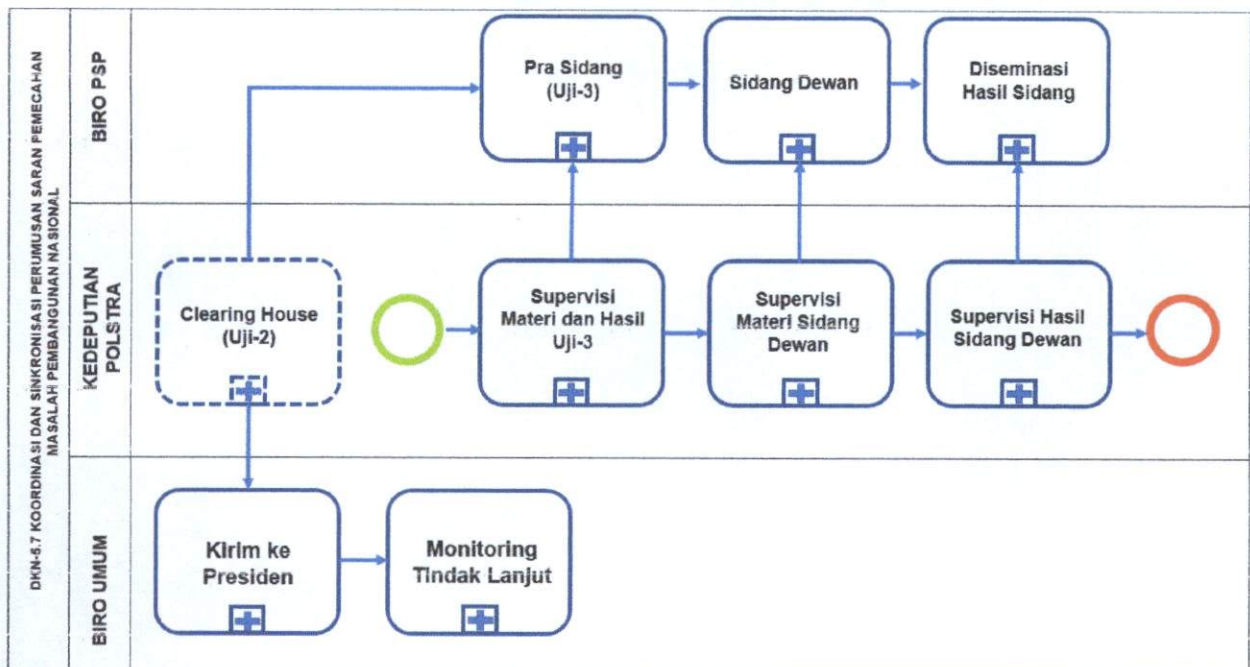 DKN-5.7 KOORDINASI DAN SINKRONISASI PERUMUSAN SARAN PEMECAHAN
MASALAH PEMBANGUNAN NASIONAL
BIRO PSP
Pra Sidang
(Uji-3)
Sidang Dewan
Diseminasi
Hasil Sidang
KEDEPUTIAN
POLSTRA
Clearing House
(Uji-2)
Supervisi
Materi dan Hasil
Uji-3
Supervisi
Materi Sidang
Dewan
Supervisi Hasil
Sidang Dewan
BIRO UMUM
Kirim ke
Presiden
Monitoring
Tindak Lanjut